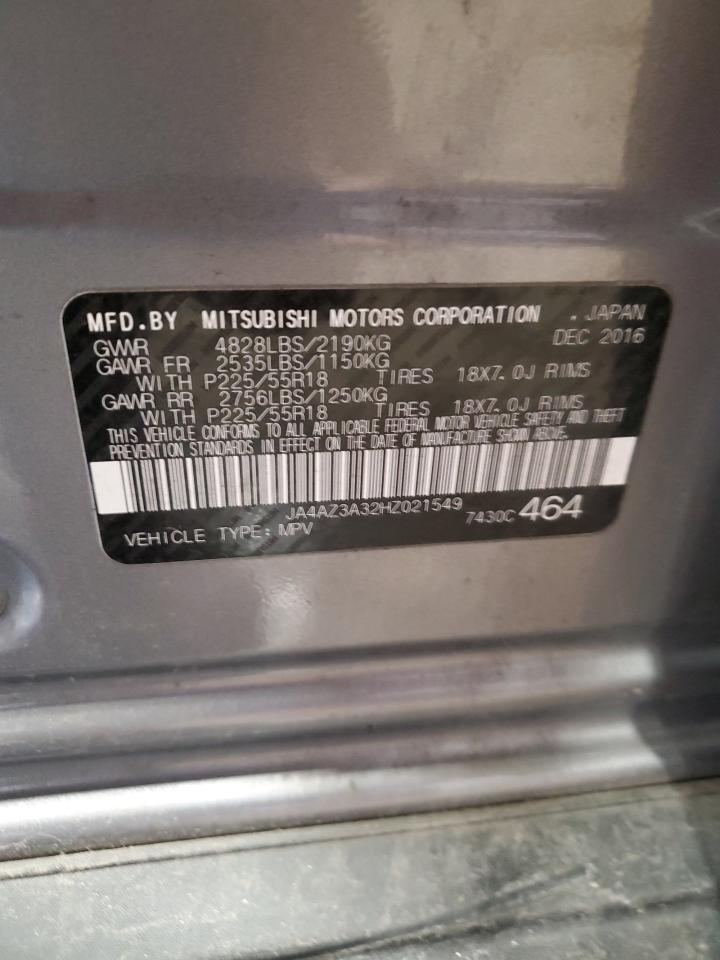 MFD.BY MITSUBISHI MOTORS CORPORATION . JAPAN
GVWR 4828LBS/2190KG DEC 2016
GAWR FR 2535LBS/1150KG
WITH P225/55R18 TIRES 18X7.0J RIMS
GAWR RR 2756LBS/1250KG
WITH P225/55R18 TIRES 18X7.0J RIMS
THIS VEHICLE CONFORMS TO ALL APPLICABLE FEDERAL MOTOR VEHICLE SAFETY AND THEFT
PREVENTION STANDARDS IN EFFECT ON THE DATE OF MANUFACTURE SHOWN ABOVE.
JA4AZ3A32HZ021549
VEHICLE TYPE: MPV 7430C 464